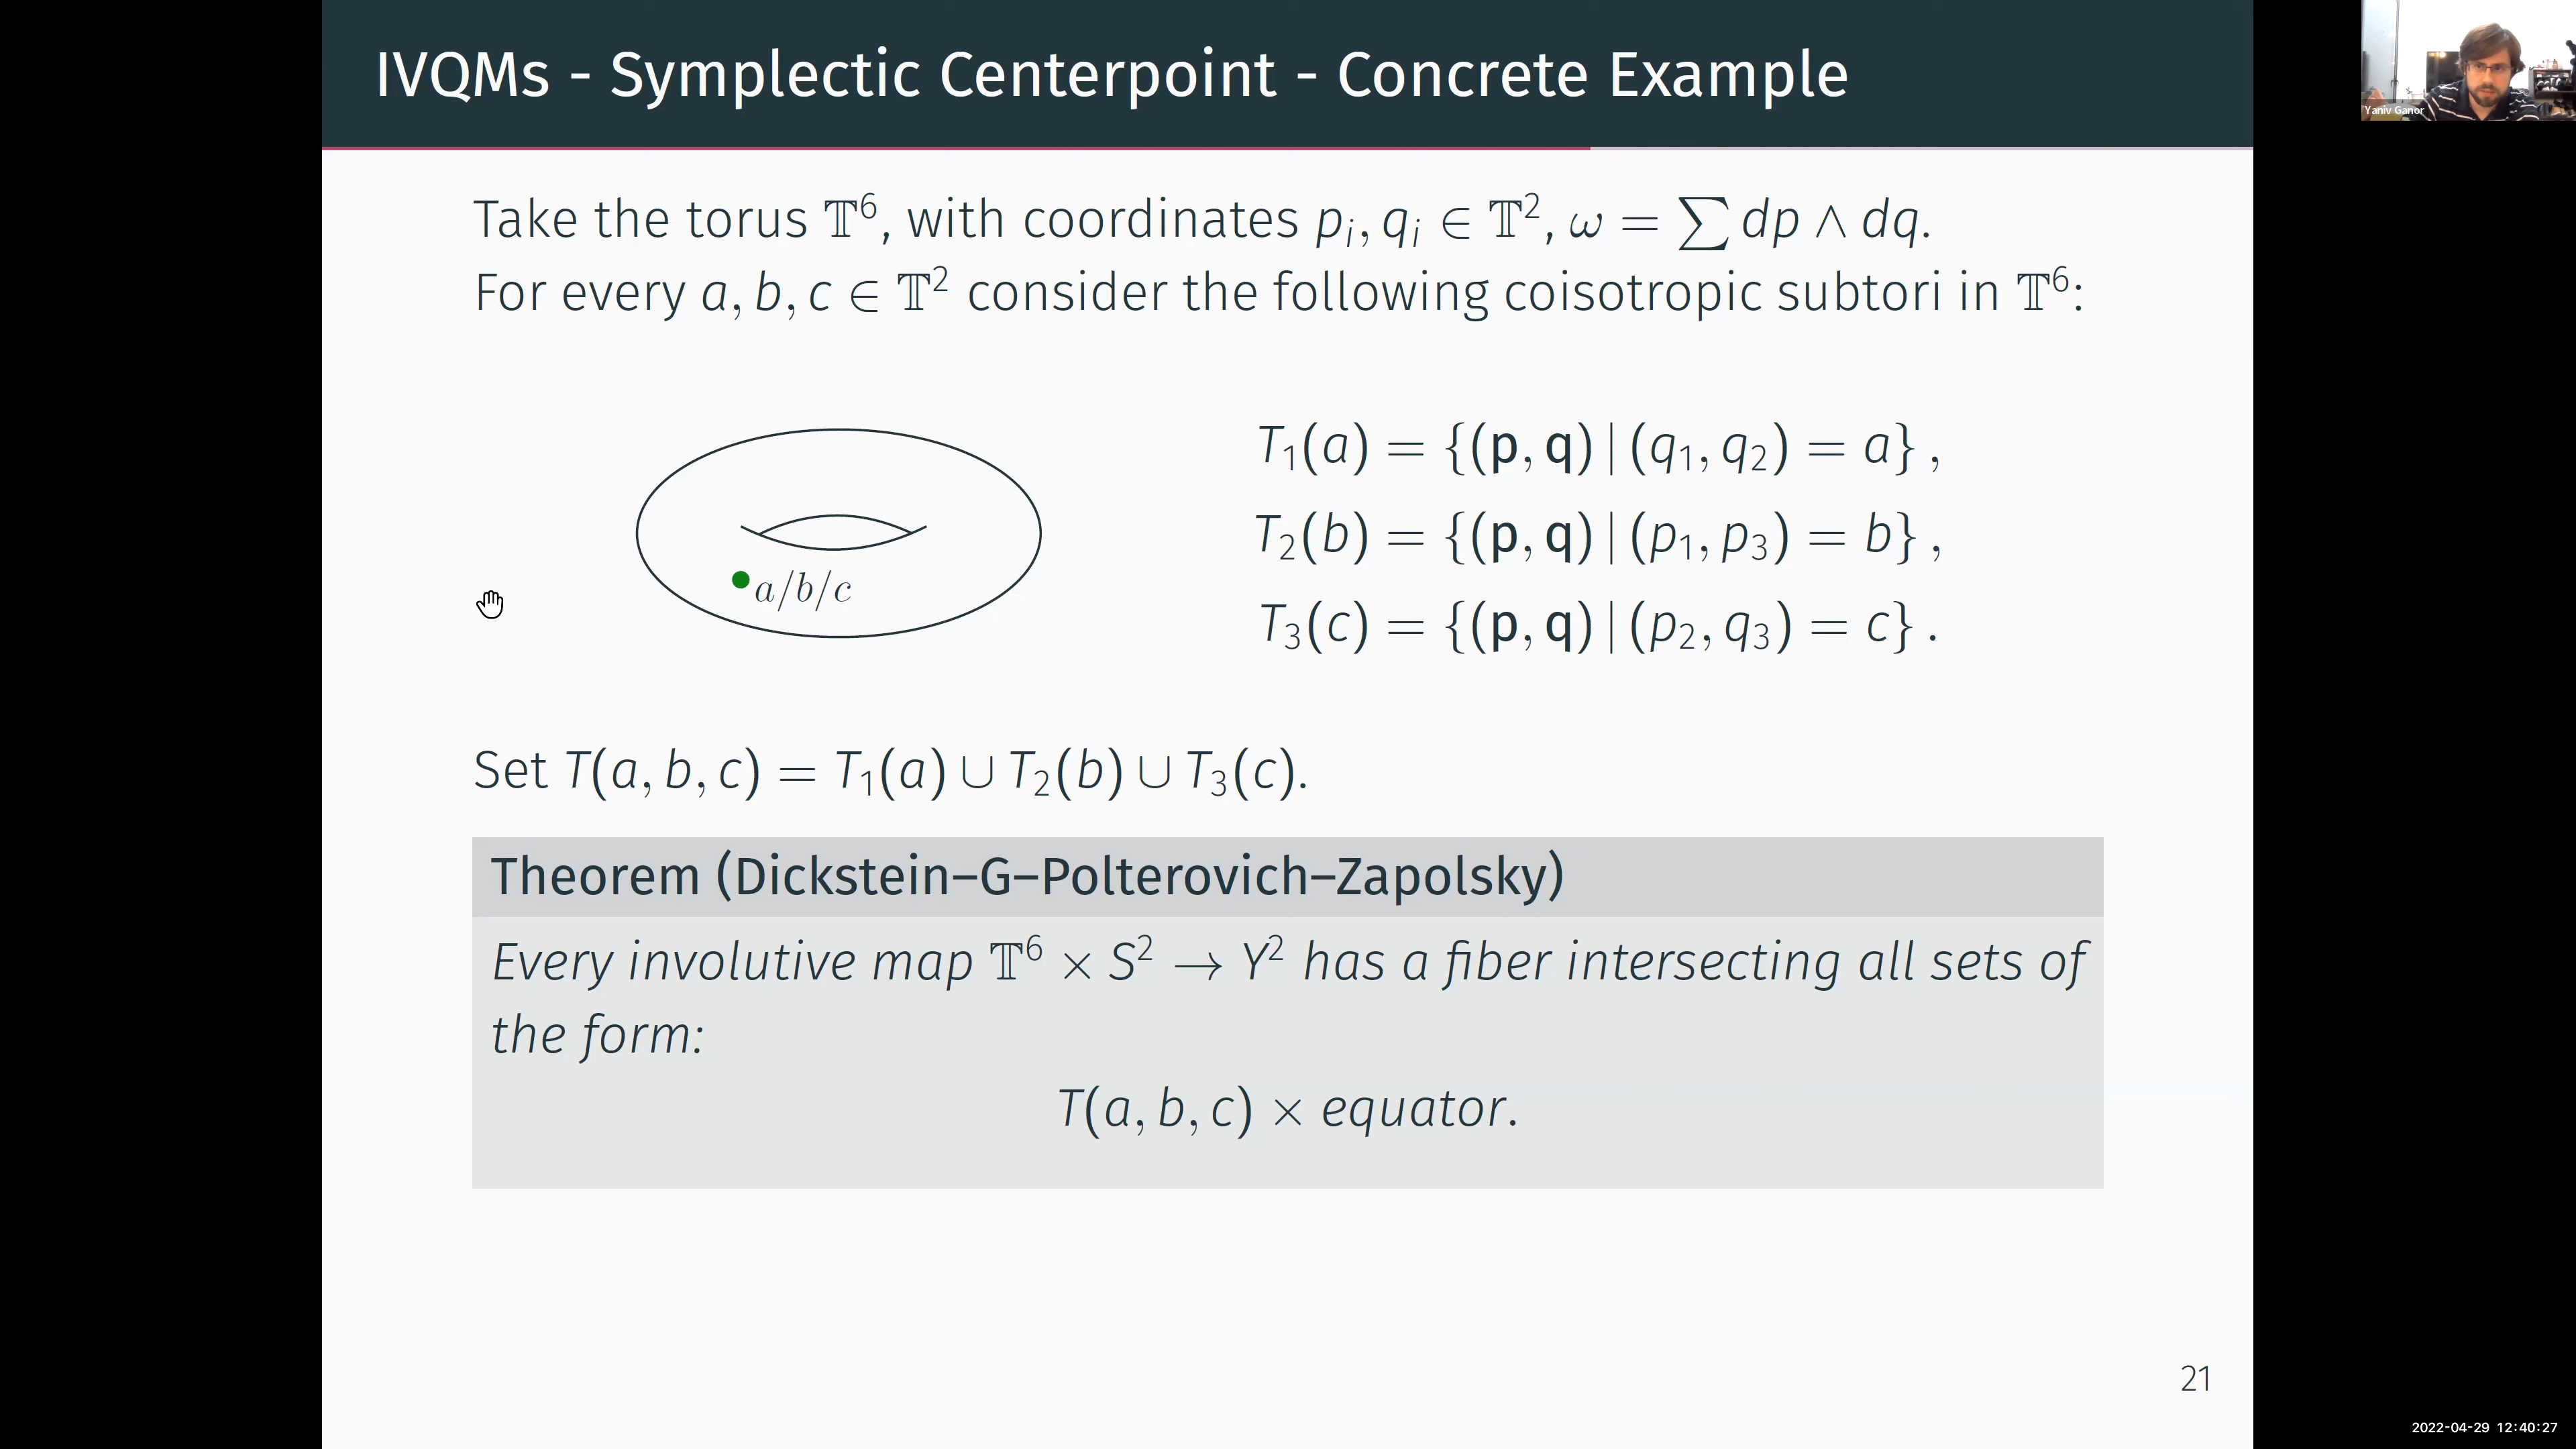 IVQMs - Symplectic Centerpoint - Concrete Example
Yaniv Ganor
Take the torus 𝕋⁶, with coordinates pᵢ, qᵢ ∈ 𝕋², ω = ∑ dp ∧ dq.
For every a, b, c ∈ 𝕋² consider the following coisotropic subtori in 𝕋⁶:
T₁(a) = {(𝐩, 𝐪) | (q₁, q₂) = a} ,
T₂(b) = {(𝐩, 𝐪) | (p₁, p₃) = b} ,
T₃(c) = {(𝐩, 𝐪) | (p₂, q₃) = c} .
a/b/c
Set T(a, b, c) = T₁(a) ∪ T₂(b) ∪ T₃(c).
Theorem (Dickstein–G–Polterovich–Zapolsky)
Every involutive map 𝕋⁶ × S² → Y² has a fiber intersecting all sets of
the form:
T(a, b, c) × equator.
21
2022-04-29 12:40:27